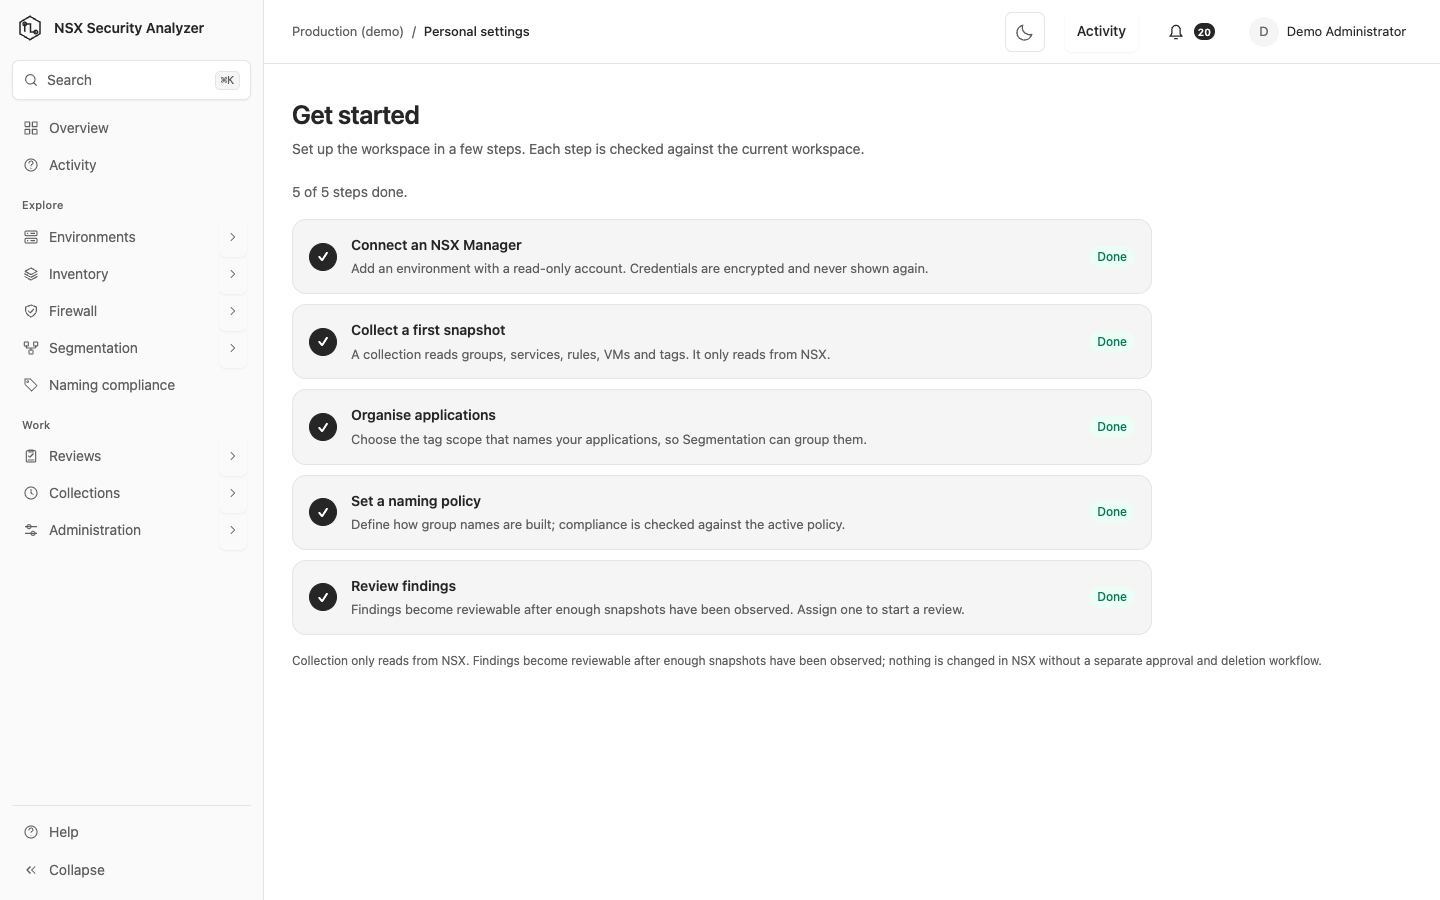 NSX Security Analyzer
Search ⌘K
Overview
Activity
Explore
Environments
Inventory
Firewall
Segmentation
Naming compliance
Work
Reviews
Collections
Administration
Help
Collapse
Production (demo) / Personal settings
Activity
20
D Demo Administrator
Get started
Set up the workspace in a few steps. Each step is checked against the current workspace.
5 of 5 steps done.
Connect an NSX Manager
Add an environment with a read-only account. Credentials are encrypted and never shown again.
Done
Collect a first snapshot
A collection reads groups, services, rules, VMs and tags. It only reads from NSX.
Done
Organise applications
Choose the tag scope that names your applications, so Segmentation can group them.
Done
Set a naming policy
Define how group names are built; compliance is checked against the active policy.
Done
Review findings
Findings become reviewable after enough snapshots have been observed. Assign one to start a review.
Done
Collection only reads from NSX. Findings become reviewable after enough snapshots have been observed; nothing is changed in NSX without a separate approval and deletion workflow.